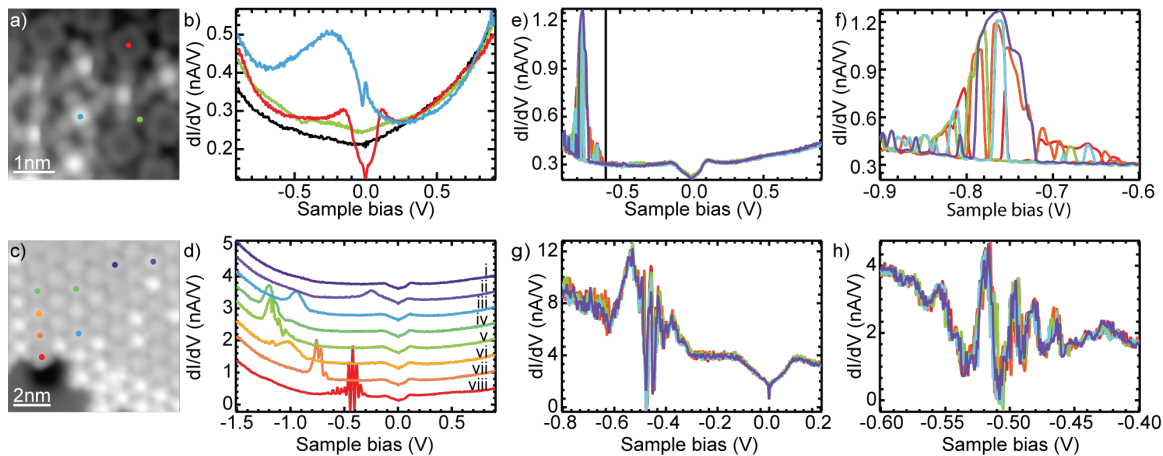 a)
1nm
b)
dI/dV (nA/V)
0.5
0.4
0.3
0.2
-0.5
0.0
0.5
Sample bias (V)
e)
dI/dV (nA/V)
1.2
0.9
0.6
0.3
-0.5
0.0
0.5
Sample bias (V)
f)
dI/dV (nA/V)
1.2
0.9
0.6
0.3
-0.9
-0.8
-0.7
-0.6
Sample bias (V)
c)
2nm
d)
dI/dV (nA/V)
5
4
3
2
1
0
i
ii
iii
iv
v
vi
vii
viii
-1.5
-1.0
-0.5
0.0
0.5
Sample bias (V)
g)
dI/dV (nA/V)
12
8
4
0
-0.8
-0.6
-0.4
-0.2
0.0
0.2
Sample bias (V)
h)
dI/dV (nA/V)
4
2
0
-0.60
-0.55
-0.50
-0.45
-0.40
Sample bias (V)